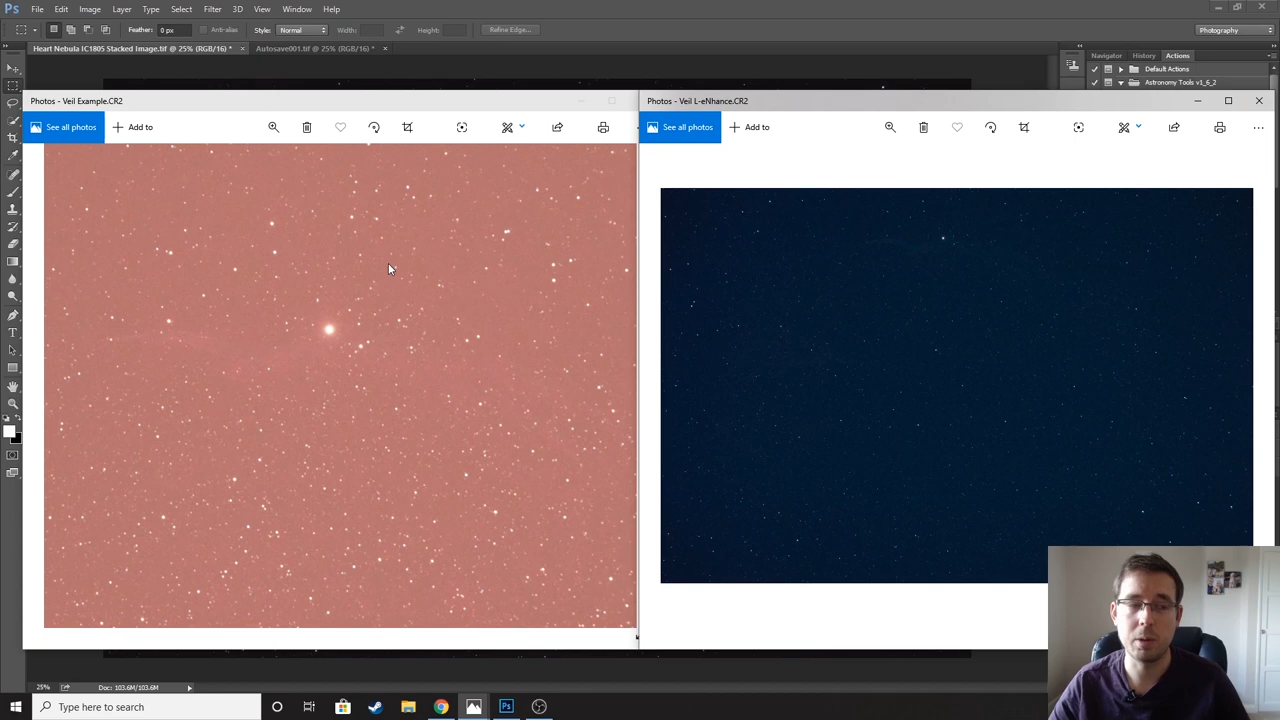 Ps File Edit Image Layer Type Select Filter 3D View Window Help
Feather: 0 px Anti-alias Style: Normal Width: Height: Refine Edge... Photography
Heart Nebula IC1805 Stacked Image.tif @ 25% (RGB/16) * × Autosave001.tif @ 25% (RGB/16) * × Navigator History Actions
Default Actions
Astronomy Tools v1_6_2
Photos - Veil Example.CR2
Photos - Veil L-eNhance.CR2
See all photos Add to
See all photos Add to
25% Doc: 103.6M/103.6M
Type here to search Ps